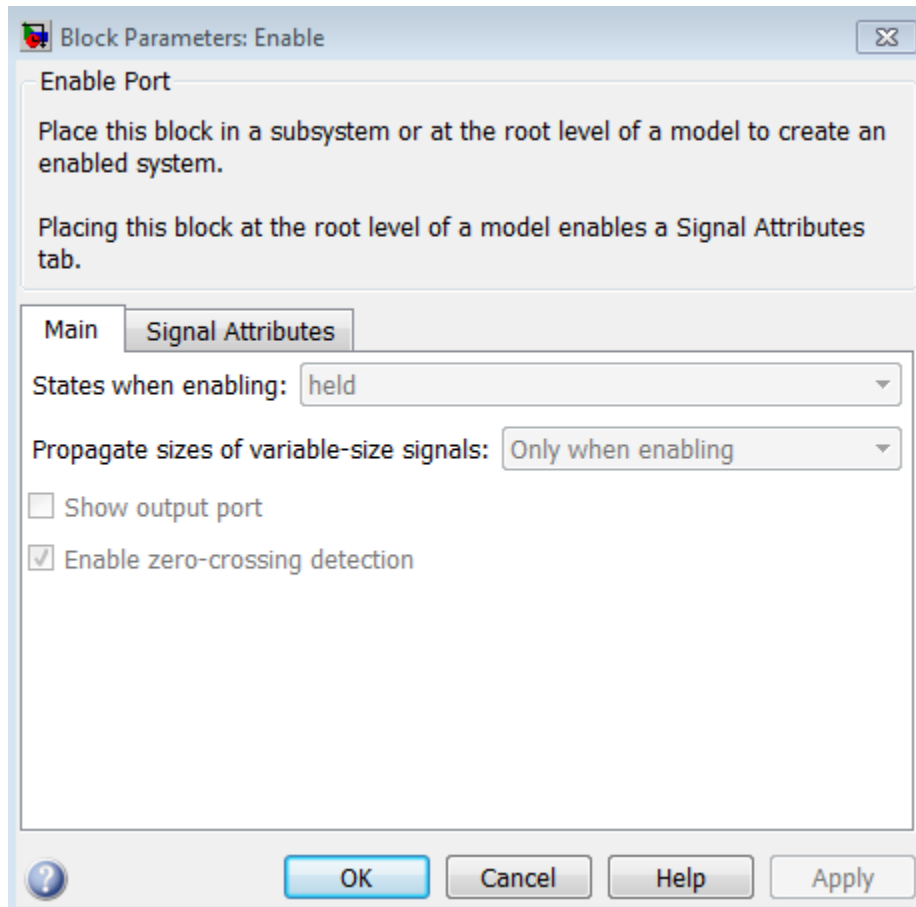 Block Parameters: Enable
Enable Port
Place this block in a subsystem or at the root level of a model to create an
enabled system.
Placing this block at the root level of a model enables a Signal Attributes
tab.
Main Signal Attributes
States when enabling: held
Propagate sizes of variable-size signals: Only when enabling
Show output port
Enable zero-crossing detection
? OK Cancel Help Apply